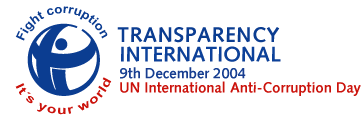 Fight corruption
It's your world
TRANSPARENCY
INTERNATIONAL
9th December 2004
UN International Anti-Corruption Day